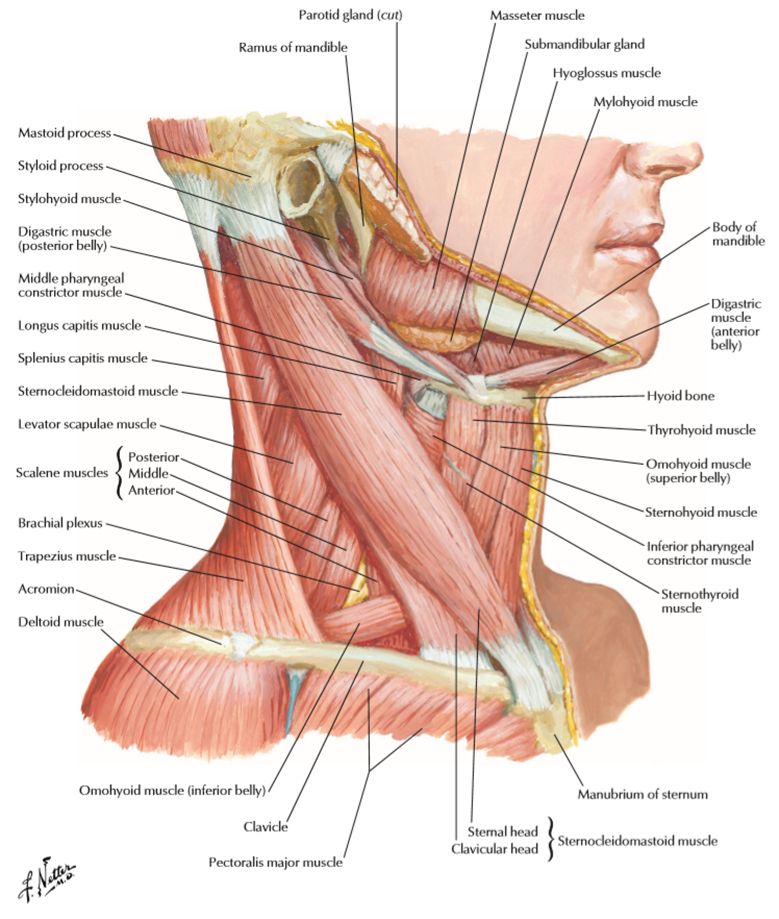 Parotid gland (cut)
Ramus of mandible
Masseter muscle
Submandibular gland
Hyoglossus muscle
Mylohyoid muscle
Mastoid process
Styloid process
Stylohyoid muscle
Digastric muscle
(posterior belly)
Middle pharyngeal
constrictor muscle
Longus capitis muscle
Splenius capitis muscle
Sternocleidomastoid muscle
Levator scapulae muscle
Scalene muscles
Posterior
Middle
Anterior
Brachial plexus
Trapezius muscle
Acromion
Deltoid muscle
Body of
mandible
Digastric
muscle
(anterior
belly)
Hyoid bone
Thyrohyoid muscle
Omohyoid muscle
(superior belly)
Sternohyoid muscle
Inferior pharyngeal
constrictor muscle
Sternothyroid
muscle
Omohyoid muscle (inferior belly)
Clavicle
Pectoralis major muscle
Manubrium of sternum
Sternal head
Clavicular head
Sternocleidomastoid muscle
F. Netter
M.D.